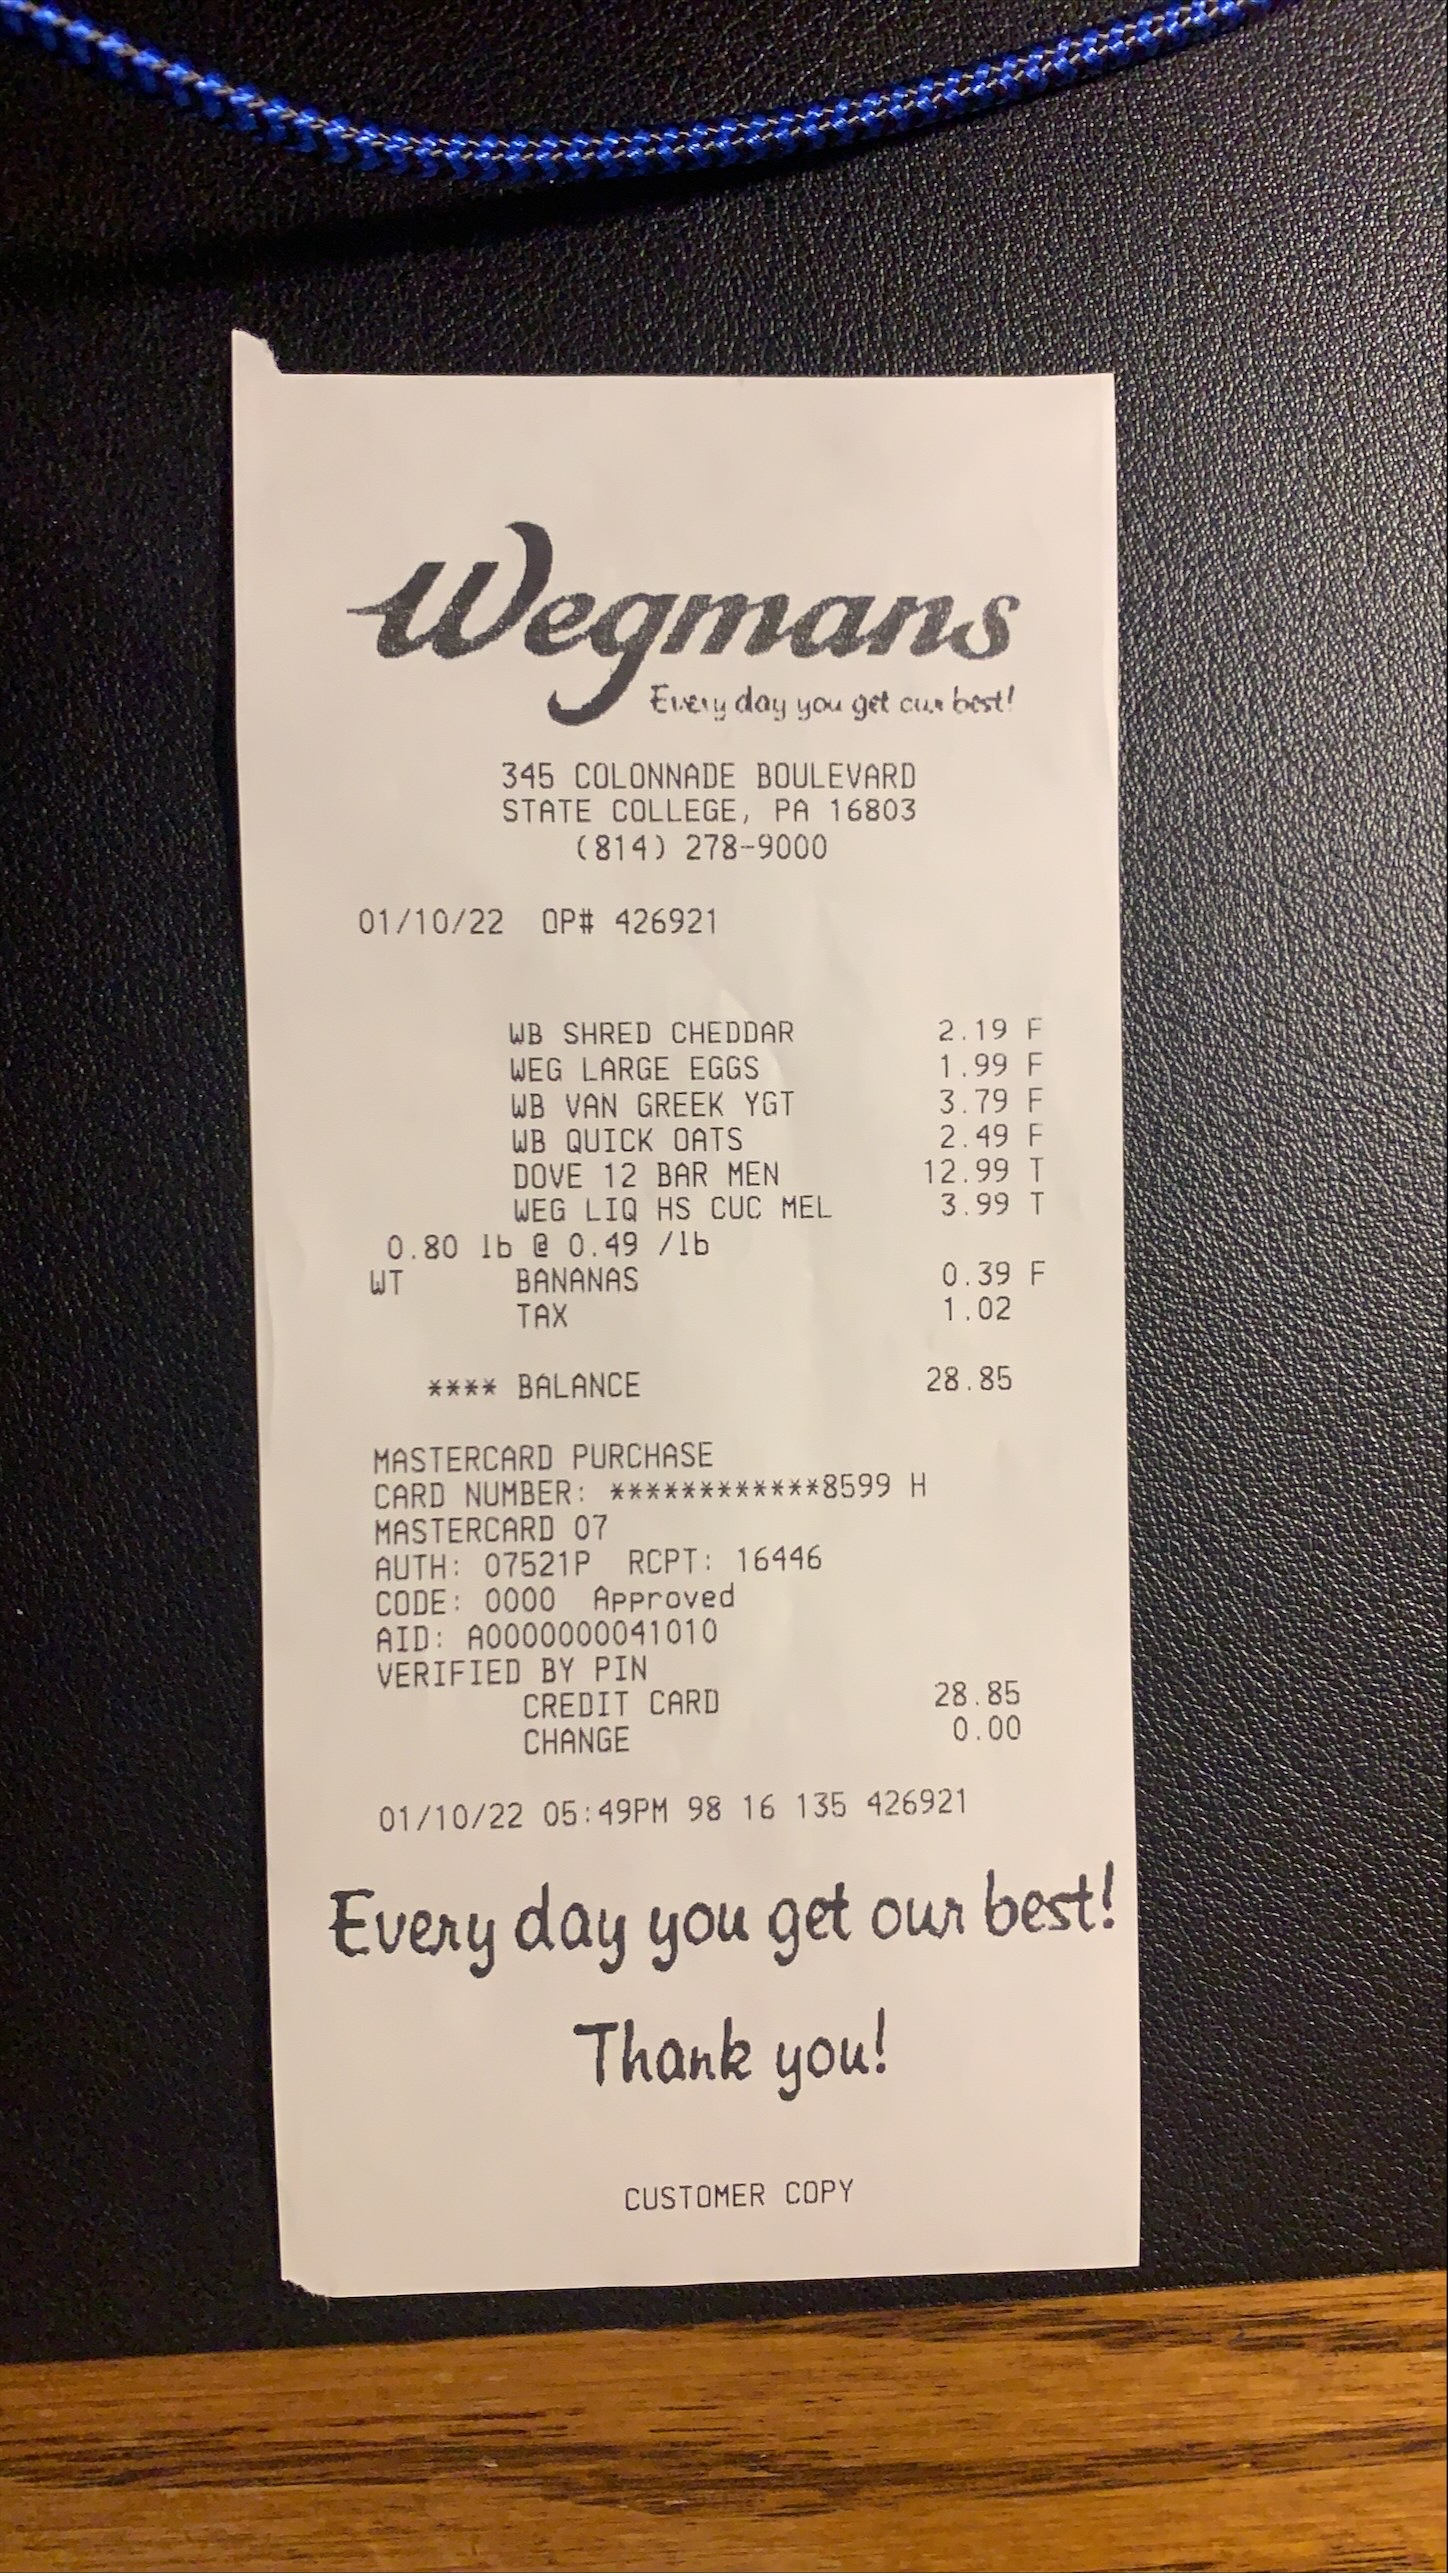 Wegmans
Every day you get our best!
345 COLONNADE BOULEVARD
STATE COLLEGE, PA 16803
(814) 278-9000
01/10/22 OP# 426921
WB SHRED CHEDDAR 2.19 F
WEG LARGE EGGS 1.99 F
WB VAN GREEK YGT 3.79 F
WB QUICK OATS 2.49 F
DOVE 12 BAR MEN 12.99 T
WEG LIQ HS CUC MEL 3.99 T
0.80 lb @ 0.49 /lb
WT BANANAS 0.39 F
TAX 1.02
**** BALANCE 28.85
MASTERCARD PURCHASE
CARD NUMBER: ************8599 H
MASTERCARD 07
AUTH: 07521P RCPT: 16446
CODE: 0000 Approved
AID: A0000000041010
VERIFIED BY PIN
CREDIT CARD 28.85
CHANGE 0.00
01/10/22 05:49PM 98 16 135 426921
Every day you get our best!
Thank you!
CUSTOMER COPY